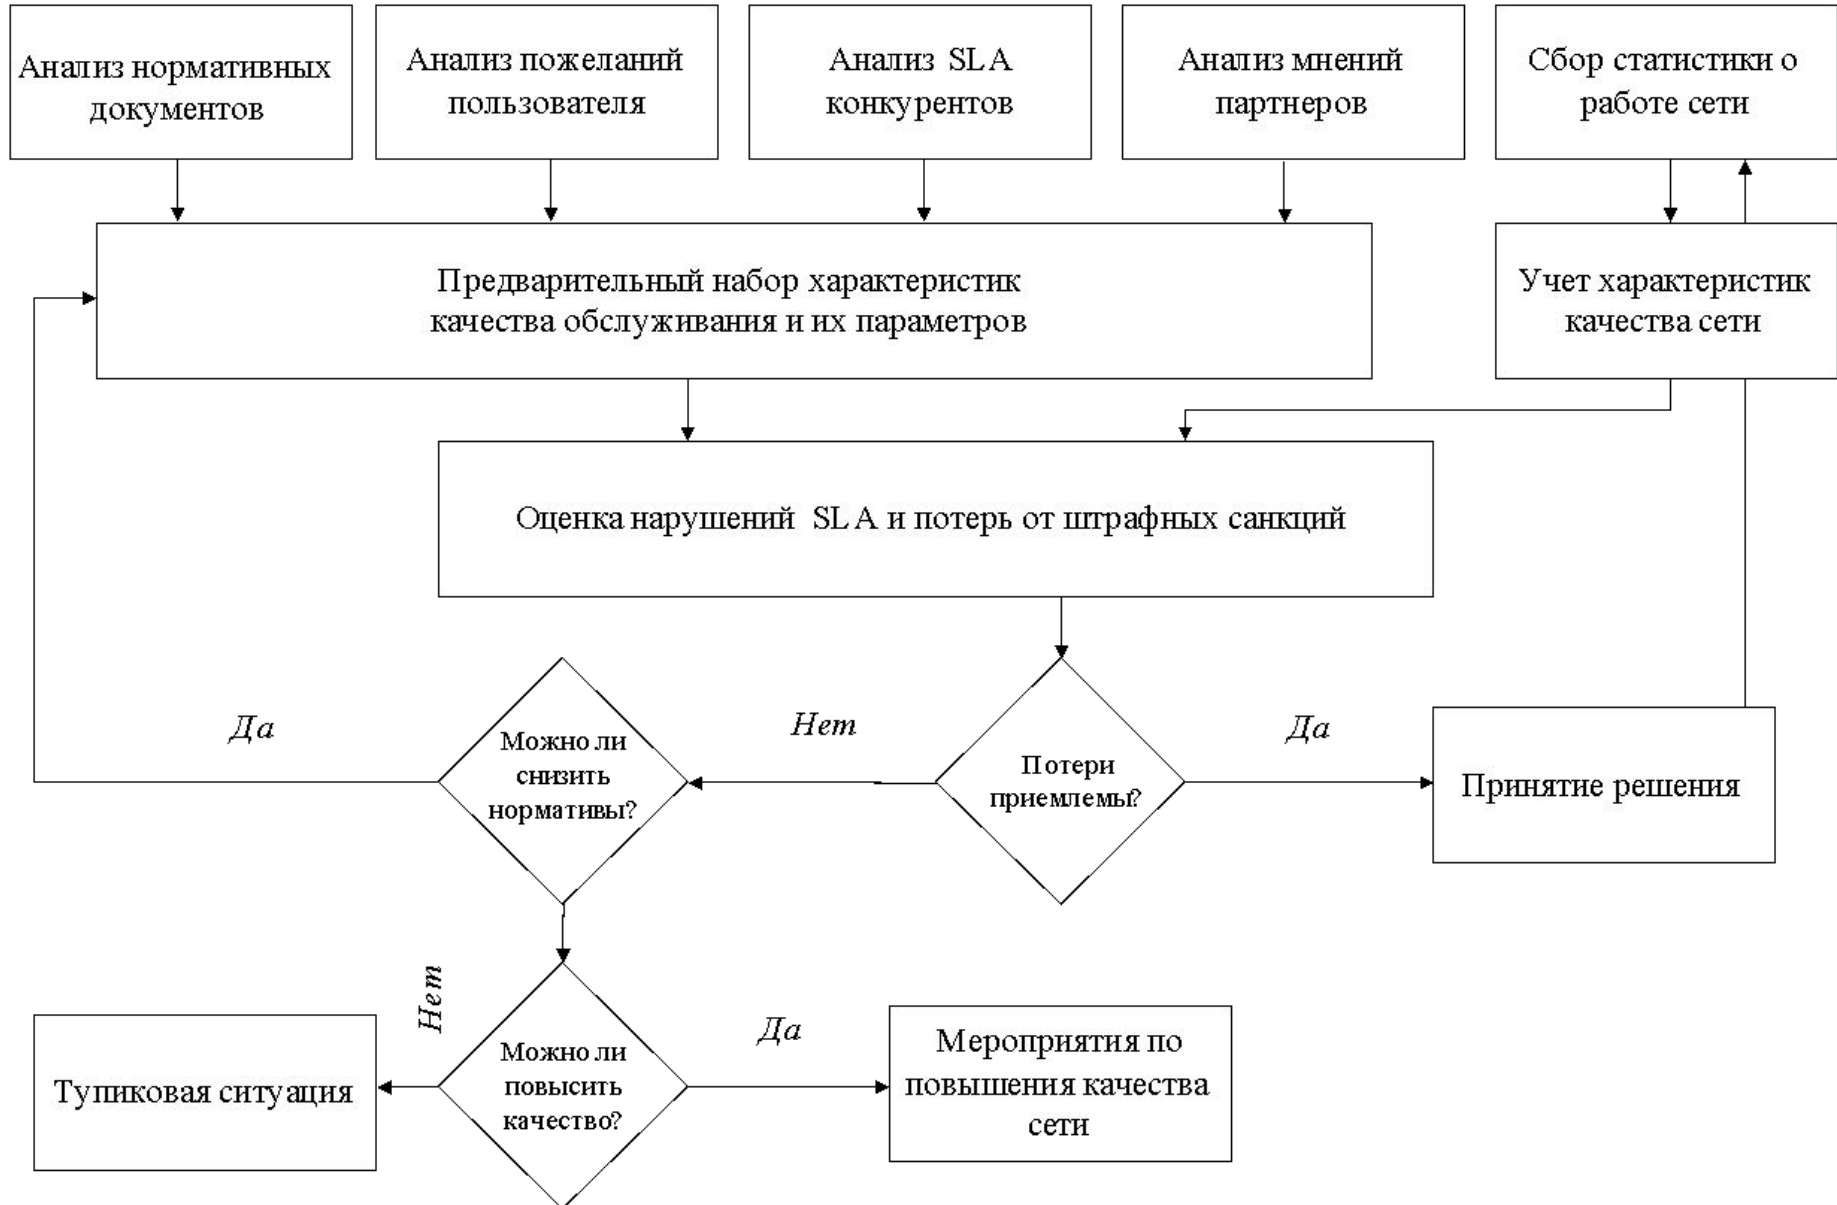 Анализ нормативных
документов
Анализ пожеланий
пользователя
Анализ SLA
конкурентов
Анализ мнений
партнеров
Сбор статистики о
работе сети
Предварительный набор характеристик
качества обслуживания и их параметров
Учет характеристик
качества сети
Оценка нарушений SLA и потерь от штрафных санкций
Да
Можно ли
снизить
нормативы?
Нет
Потери
приемлемы?
Да
Принятие решения
Тупиковая ситуация
Нет
Можно ли
повысить
качество?
Да
Мероприятия по
повышения качества
сети